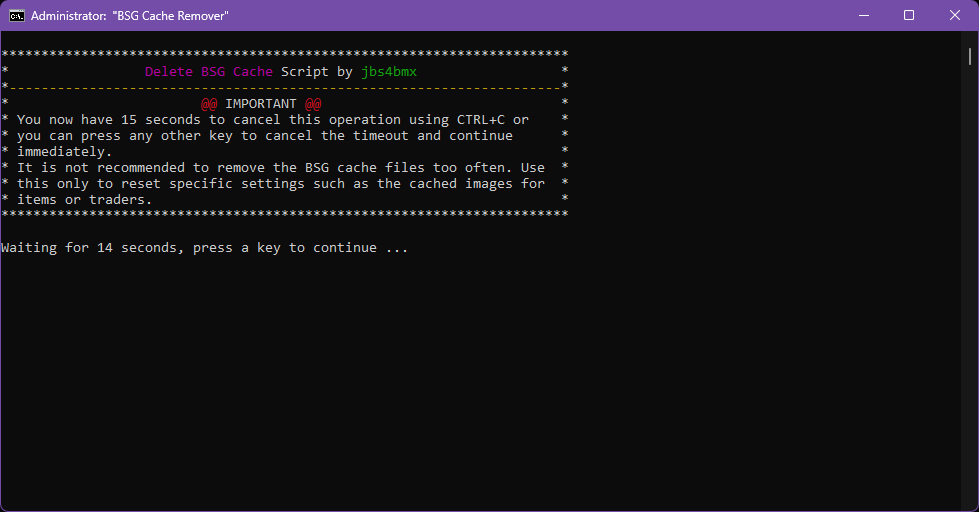 Administrator: "BSG Cache Remover"
***********************************************************************
* Delete BSG Cache Script by jbs4bmx *
*---------------------------------------------------------------------*
* @@ IMPORTANT @@ *
* You now have 15 seconds to cancel this operation using CTRL+C or *
* you can press any other key to cancel the timeout and continue *
* immediately. *
* It is not recommended to remove the BSG cache files too often. Use *
* this only to reset specific settings such as the cached images for *
* items or traders. *
***********************************************************************
Waiting for 14 seconds, press a key to continue ...